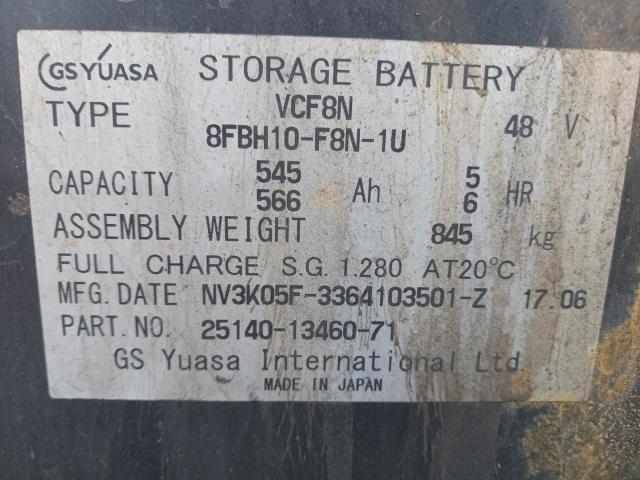 GS YUASA STORAGE BATTERY
TYPE VCF8N
8FBH10-F8N-1U 48 V
CAPACITY 545 Ah 5 HR
566 6
ASSEMBLY WEIGHT 845 kg
FULL CHARGE S.G. 1.280 AT20°C
MFG. DATE NV3K05F-3364103501-Z 17.06
PART. NO. 25140-13460-71
GS Yuasa International Ltd
MADE IN JAPAN